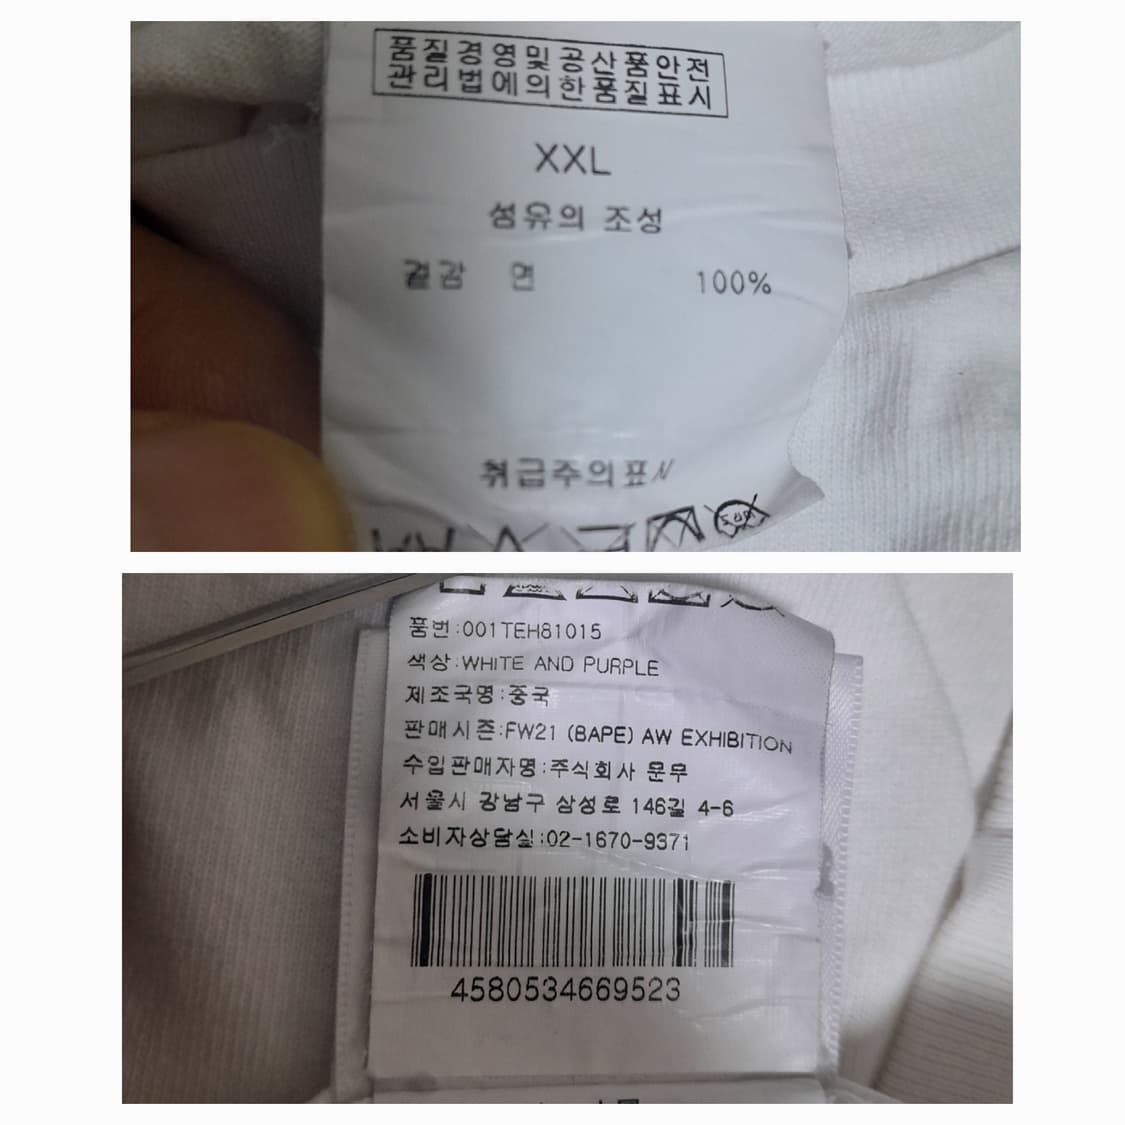 품질경영및공산품안전
관리법에의한품질표시
XXL
섬유의 조성
겉감 면 100%
취급주의표시
품번:001TEH81015
색상:WHITE AND PURPLE
제조국명:중국
판매시즌:FW21 (BAPE) AW EXHIBITION
수입판매자명:주식회사 문무
서울시 강남구 삼성로 146길 4-6
소비자상담실:02-1670-9371
4580534669523